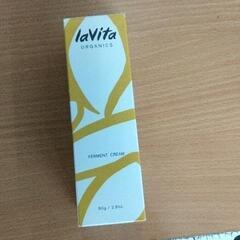 laVita
ORGANICS
FERMENT CREAM
80g / 2.8oz.